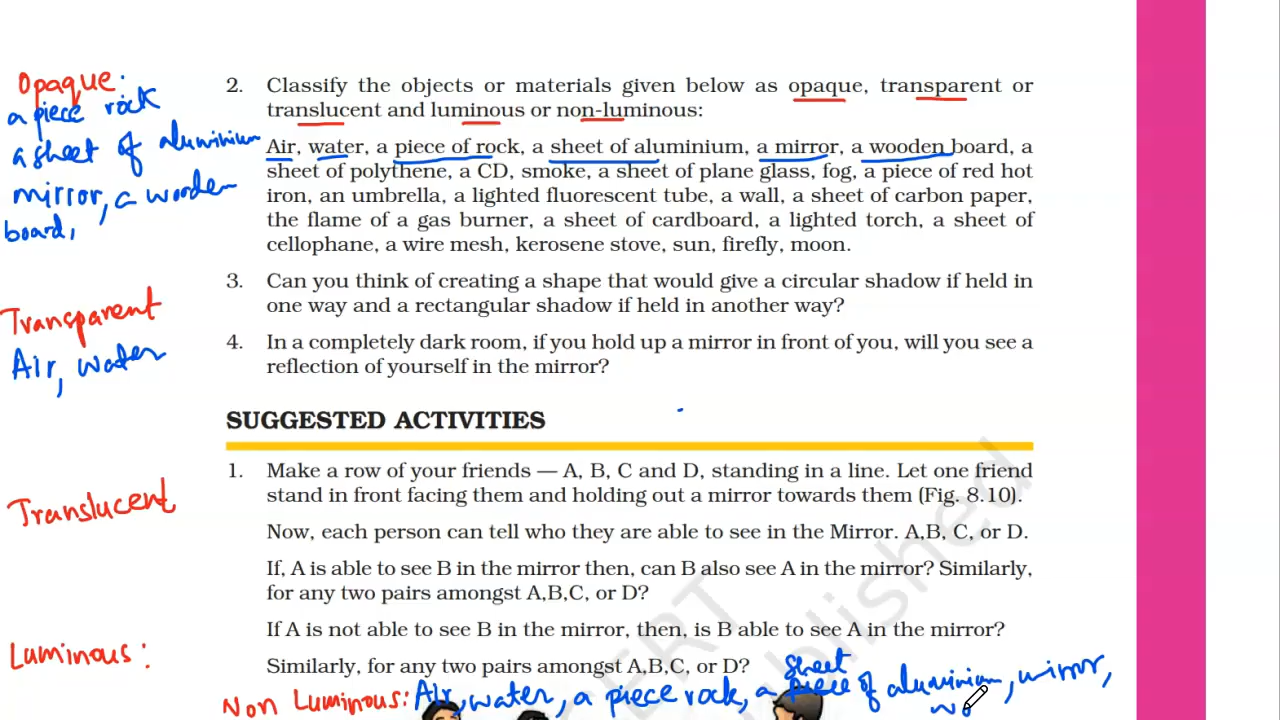 Opaque:
a piece rock
a sheet of aluminium
mirror, a wooden
board,
Transparent
Air, water
Translucent
Luminous:
2. Classify the objects or materials given below as opaque, transparent or
translucent and luminous or non-luminous:
Air, water, a piece of rock, a sheet of aluminium, a mirror, a wooden board, a
sheet of polythene, a CD, smoke, a sheet of plane glass, fog, a piece of red hot
iron, an umbrella, a lighted fluorescent tube, a wall, a sheet of carbon paper,
the flame of a gas burner, a sheet of cardboard, a lighted torch, a sheet of
cellophane, a wire mesh, kerosene stove, sun, firefly, moon.
3. Can you think of creating a shape that would give a circular shadow if held in
one way and a rectangular shadow if held in another way?
4. In a completely dark room, if you hold up a mirror in front of you, will you see a
reflection of yourself in the mirror?
SUGGESTED ACTIVITIES
1. Make a row of your friends — A, B, C and D, standing in a line. Let one friend
stand in front facing them and holding out a mirror towards them (Fig. 8.10).
Now, each person can tell who they are able to see in the Mirror. A,B, C, or D.
If, A is able to see B in the mirror then, can B also see A in the mirror? Similarly,
for any two pairs amongst A,B,C, or D?
If A is not able to see B in the mirror, then, is B able to see A in the mirror?
Similarly, for any two pairs amongst A,B,C, or D?
sheet
Non Luminous: Air, water, a piece rock, a piece of aluminium, mirror,
wo